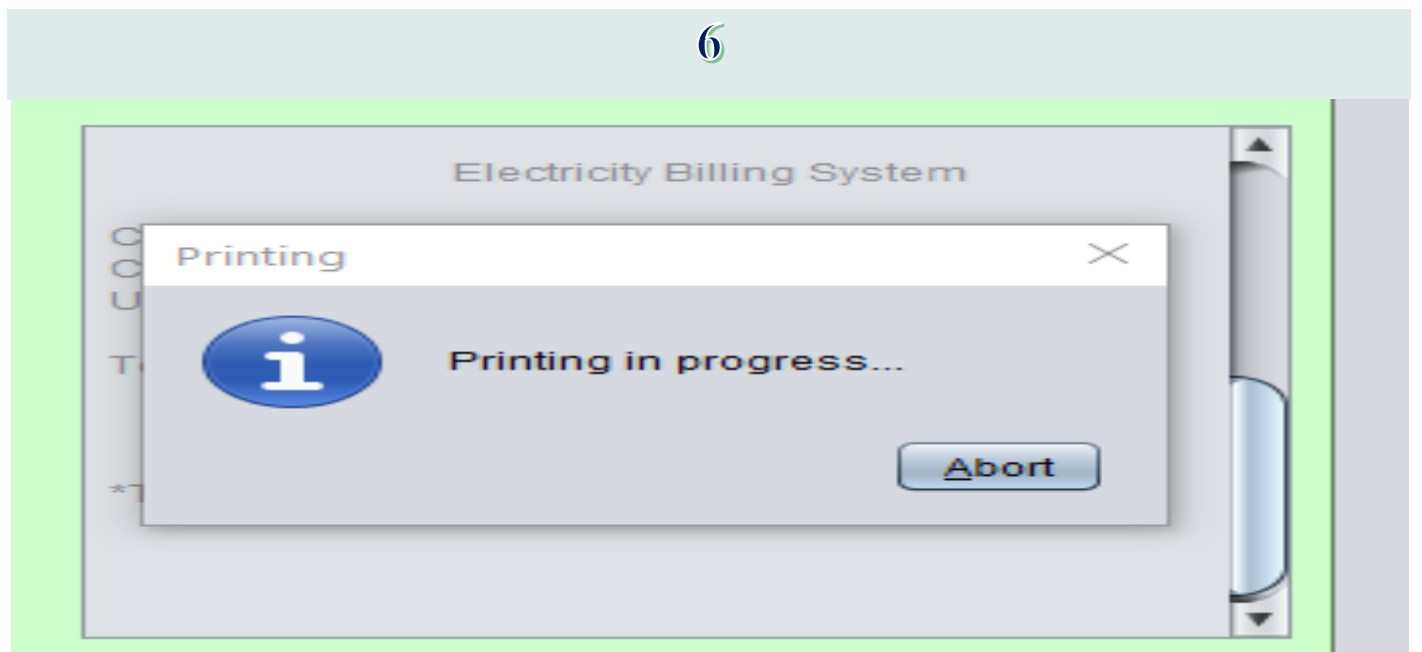 6
Electricity Billing System
Printing
Printing in progress...
Abort